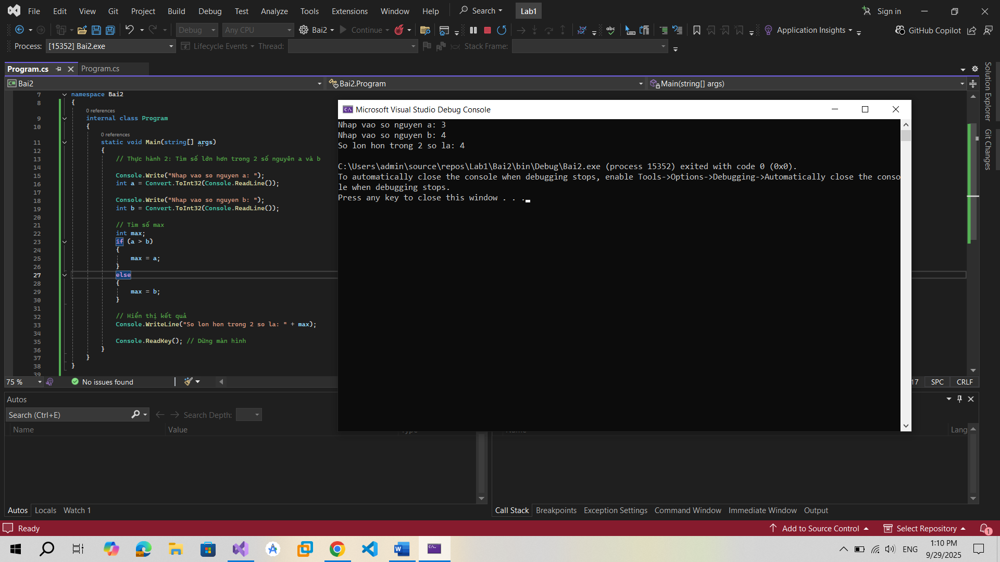 File Edit View Git Project Build Debug Test Analyze Tools Extensions Window Help Search Lab1 Sign in
Debug Any CPU Bai2 Continue Application Insights GitHub Copilot
Process: [15352] Bai2.exe Lifecycle Events Thread: Stack Frame:
Program.cs Program.cs
C# Bai2 Bai2.Program Main(string[] args)
Solution Explorer
Git Changes
7 namespace Bai2
8 {
0 references
9 internal class Program
10 {
0 references
11 static void Main(string[] args)
12 {
13 // Thực hành 2: Tìm số lớn hơn trong 2 số nguyên a và b
14
15 Console.Write("Nhap vao so nguyen a: ");
16 int a = Convert.ToInt32(Console.ReadLine());
17
18 Console.Write("Nhap vao so nguyen b: ");
19 int b = Convert.ToInt32(Console.ReadLine());
20
21 // Tìm số max
22 int max;
23 if (a > b)
24 {
25 max = a;
26 }
27 else
28 {
29 max = b;
30 }
31
32 // Hiển thị kết quả
33 Console.WriteLine("So lon hon trong 2 so la: " + max);
34
35 Console.ReadKey(); // Dừng màn hình
36 }
37 }
38 }
39
Microsoft Visual Studio Debug Console
Nhap vao so nguyen a: 3
Nhap vao so nguyen b: 4
So lon hon trong 2 so la: 4
C:\Users\admin\source\repos\Lab1\Bai2\bin\Debug\Bai2.exe (process 15352) exited with code 0 (0x0).
To automatically close the console when debugging stops, enable Tools->Options->Debugging->Automatically close the conso
le when debugging stops.
Press any key to close this window . . .
75 % No issues found 17 SPC CRLF
Autos
Search (Ctrl+E) Search Depth:
Name Value Type Name Lang
Autos Locals Watch 1 Call Stack Breakpoints Exception Settings Command Window Immediate Window Output
Ready Add to Source Control Select Repository 1
ENG 1:10 PM
9/29/2025